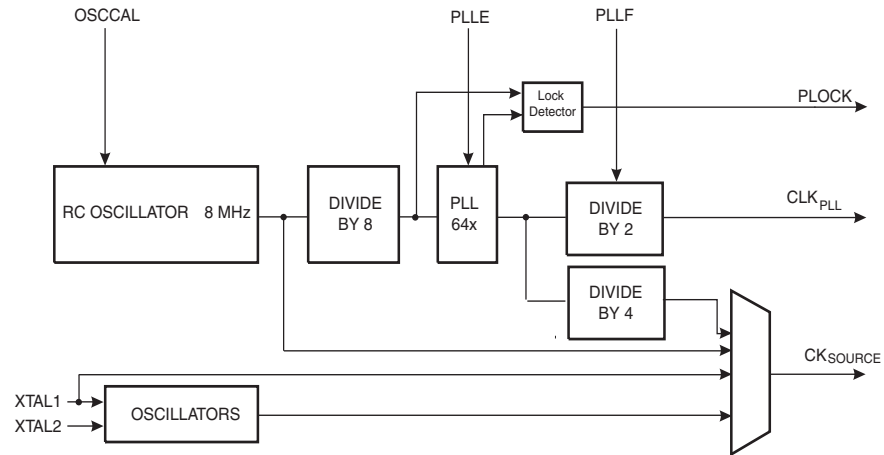 OSCCAL
PLLE
PLLF
Lock
Detector
PLOCK
RC OSCILLATOR 8 MHz
DIVIDE
BY 8
PLL
64x
DIVIDE
BY 2
CLKPLL
DIVIDE
BY 4
CKSOURCE
XTAL1
XTAL2
OSCILLATORS